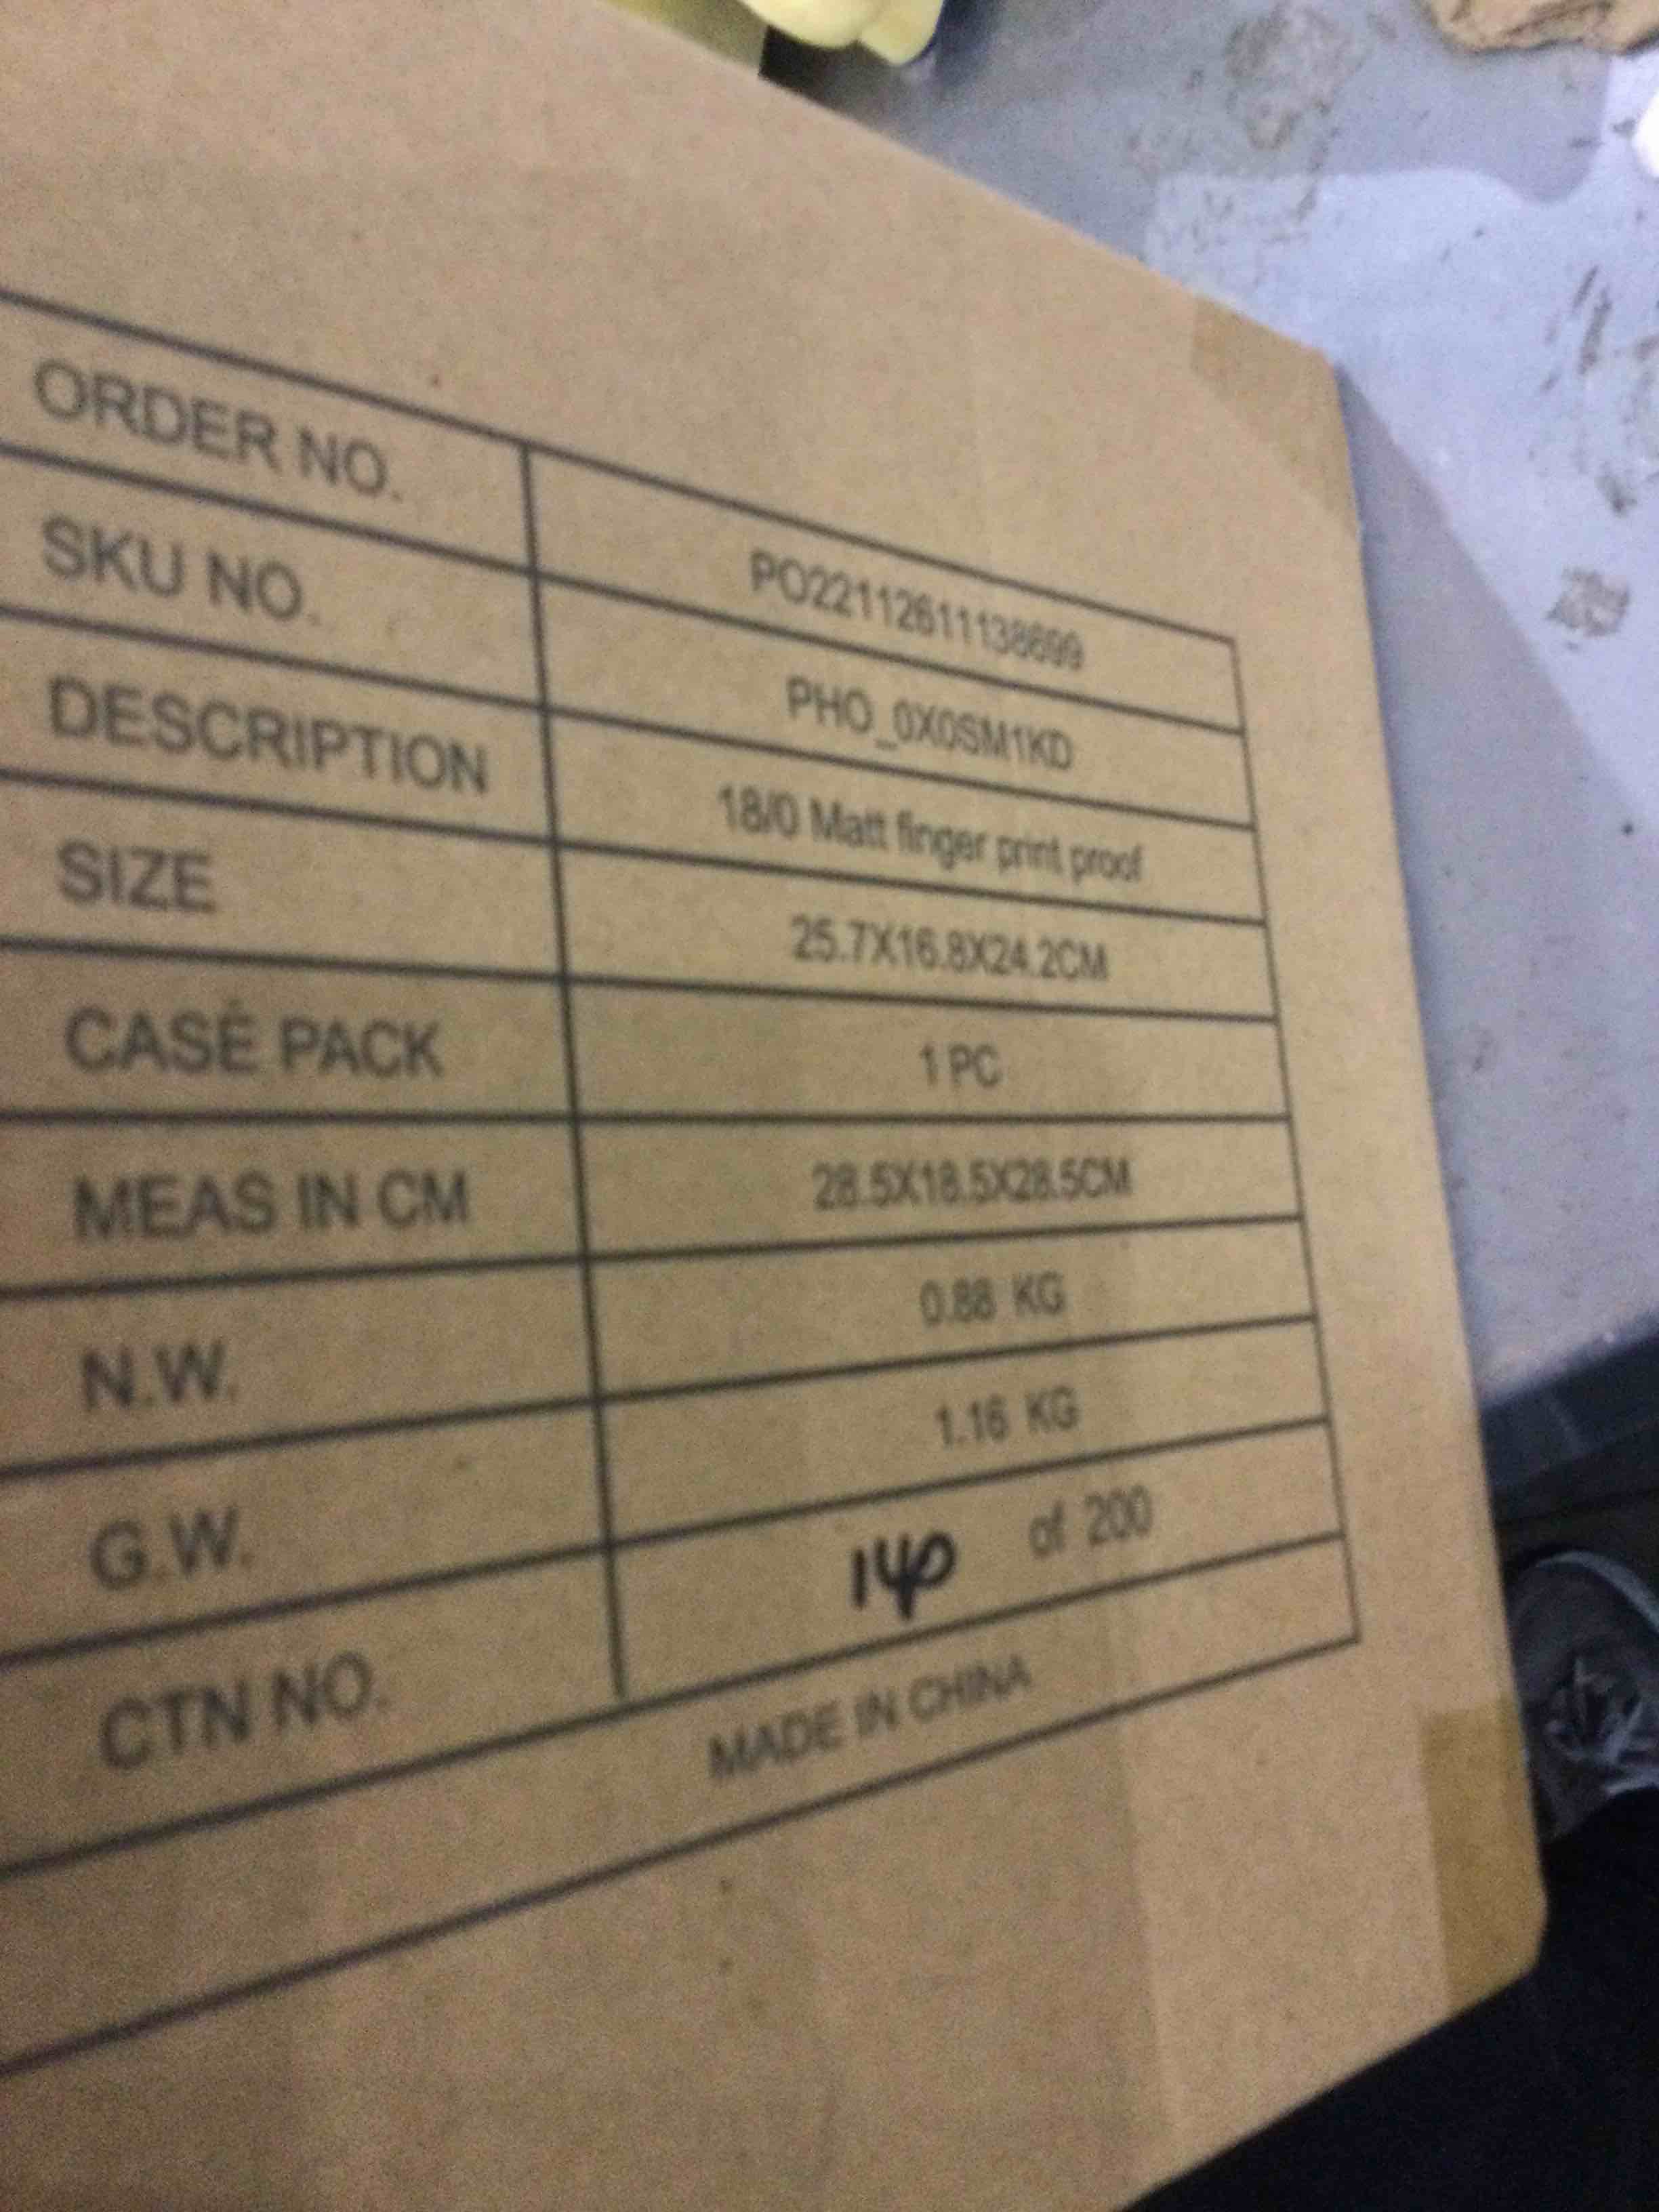 ORDER NO. PO22112611138699
SKU NO. PHO_0X0SM1KD
DESCRIPTION 18/0 Matt finger print proof
SIZE 25.7X16.8X24.2CM
CASE PACK 1 PC
MEAS IN CM 28.5X18.5X28.5CM
N.W. 0.88 KG
G.W. 1.16 KG
CTN NO. 140 of 200
MADE IN CHINA